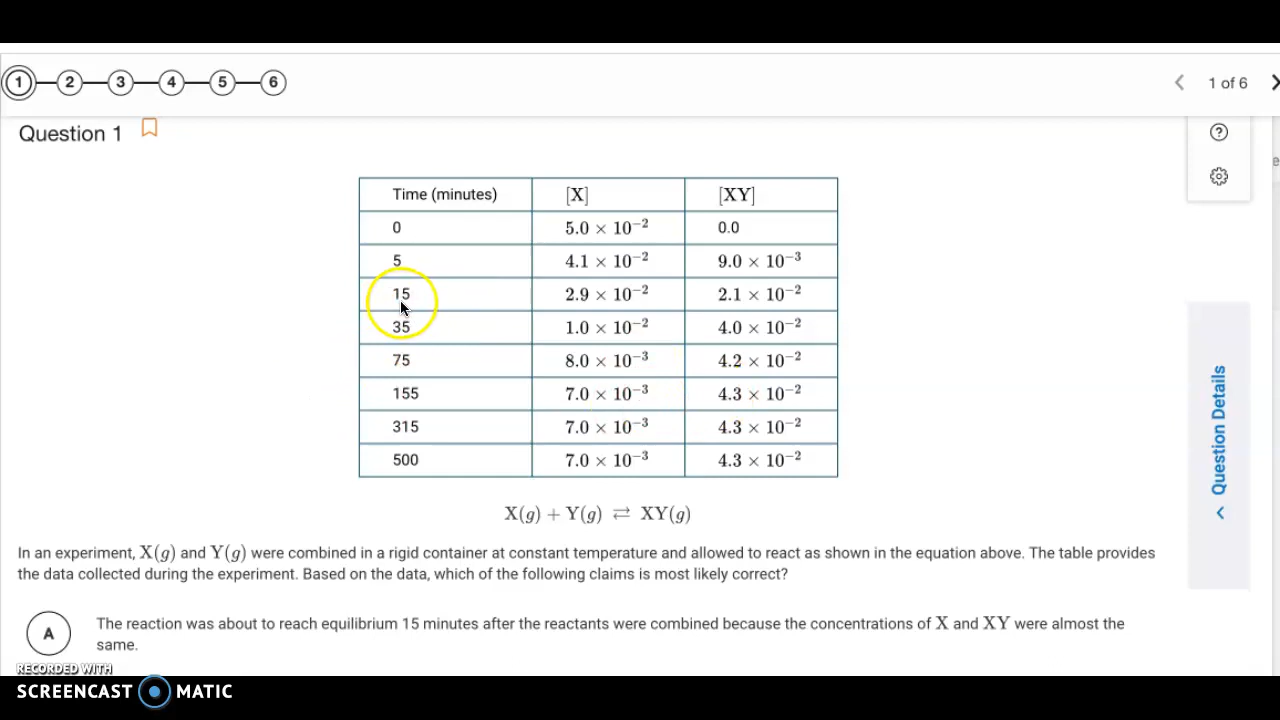 1 2 3 4 5 6 1 of 6
Question 1
Time (minutes) [X] [XY]
0 5.0 × 10⁻² 0.0
5 4.1 × 10⁻² 9.0 × 10⁻³
15 2.9 × 10⁻² 2.1 × 10⁻²
35 1.0 × 10⁻² 4.0 × 10⁻²
75 8.0 × 10⁻³ 4.2 × 10⁻²
155 7.0 × 10⁻³ 4.3 × 10⁻²
315 7.0 × 10⁻³ 4.3 × 10⁻²
500 7.0 × 10⁻³ 4.3 × 10⁻²
X(g) + Y(g) ⇄ XY(g)
In an experiment, X(g) and Y(g) were combined in a rigid container at constant temperature and allowed to react as shown in the equation above. The table provides
the data collected during the experiment. Based on the data, which of the following claims is most likely correct?
A The reaction was about to reach equilibrium 15 minutes after the reactants were combined because the concentrations of X and XY were almost the
same.
Question Details
RECORDED WITH
SCREENCAST MATIC